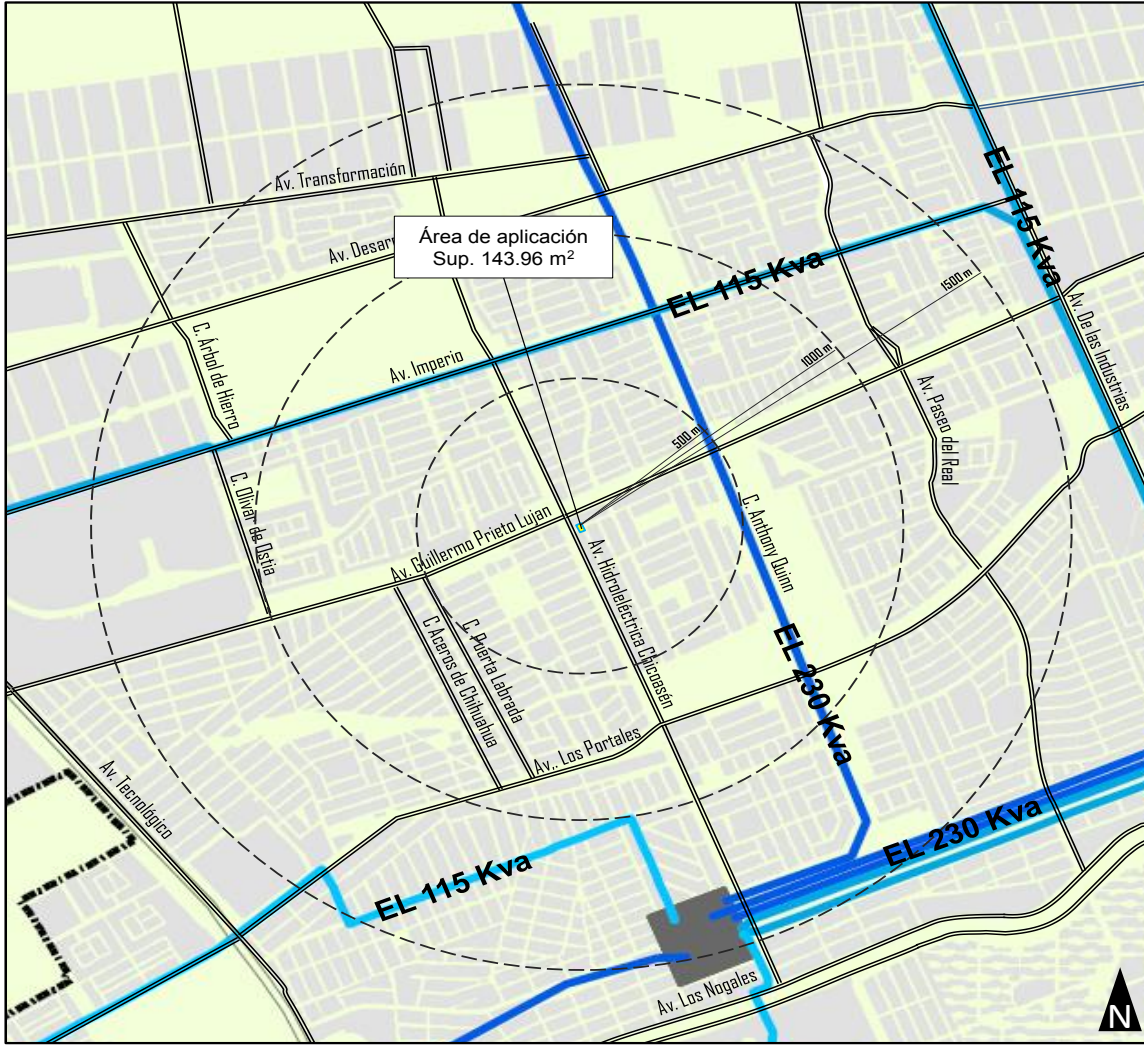 Av. Transformación
Av. Desarr
Área de aplicación
Sup. 143.96 m²
EL 115 Kva
EL 115 Kva
1500 m
1000 m
500 m
Av. De las Industrias
C. Árbol de Hierro
Av. Imperio
Av. Paseo del Real
C. Olivar de Ostia
Av. Guillermo Prieto Lujan
C. Anthony Quinn
Av. Hidroleléctrica Chicoasén
C. Puerta Labrada
C Aceros de Chihuahua
EL 230 Kva
Av,. Los Portales
Av. Tecnológico
EL 230 Kva
EL 115 Kva
Av. Los Nogales
N